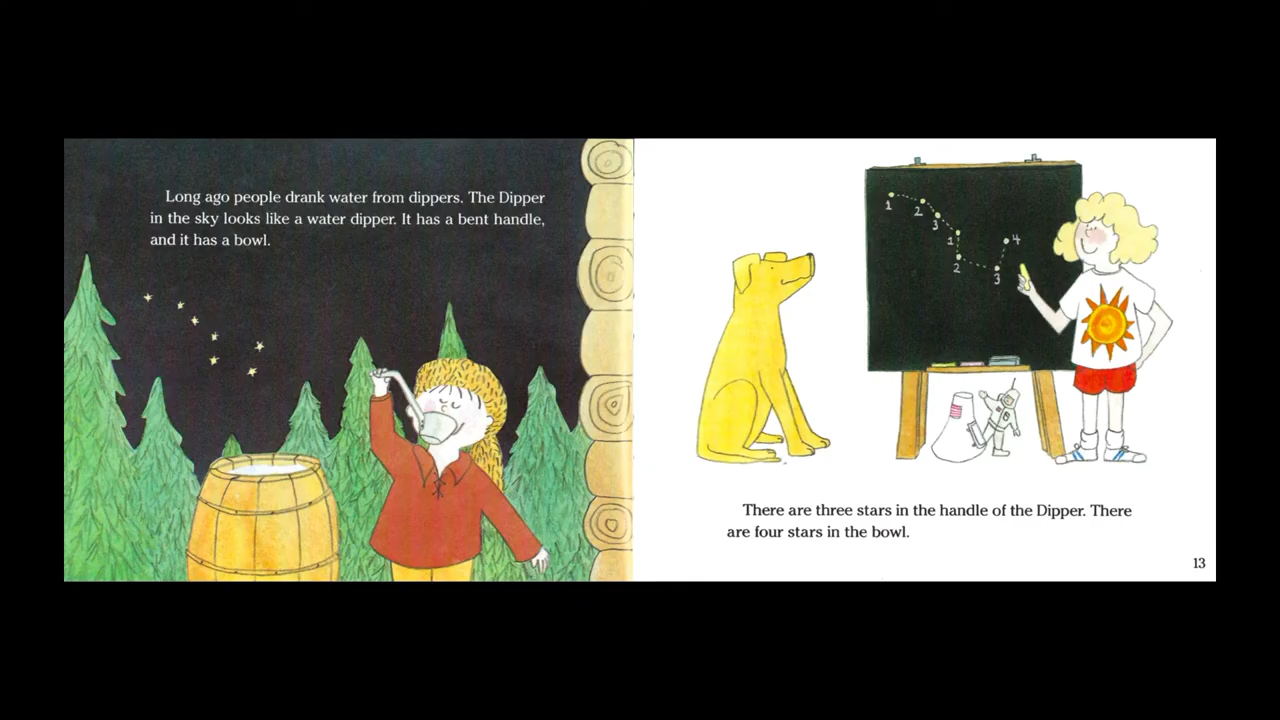 Long ago people drank water from dippers. The Dipper
in the sky looks like a water dipper. It has a bent handle,
and it has a bowl.
1
2
3
1
2
3
4
There are three stars in the handle of the Dipper. There
are four stars in the bowl.
13